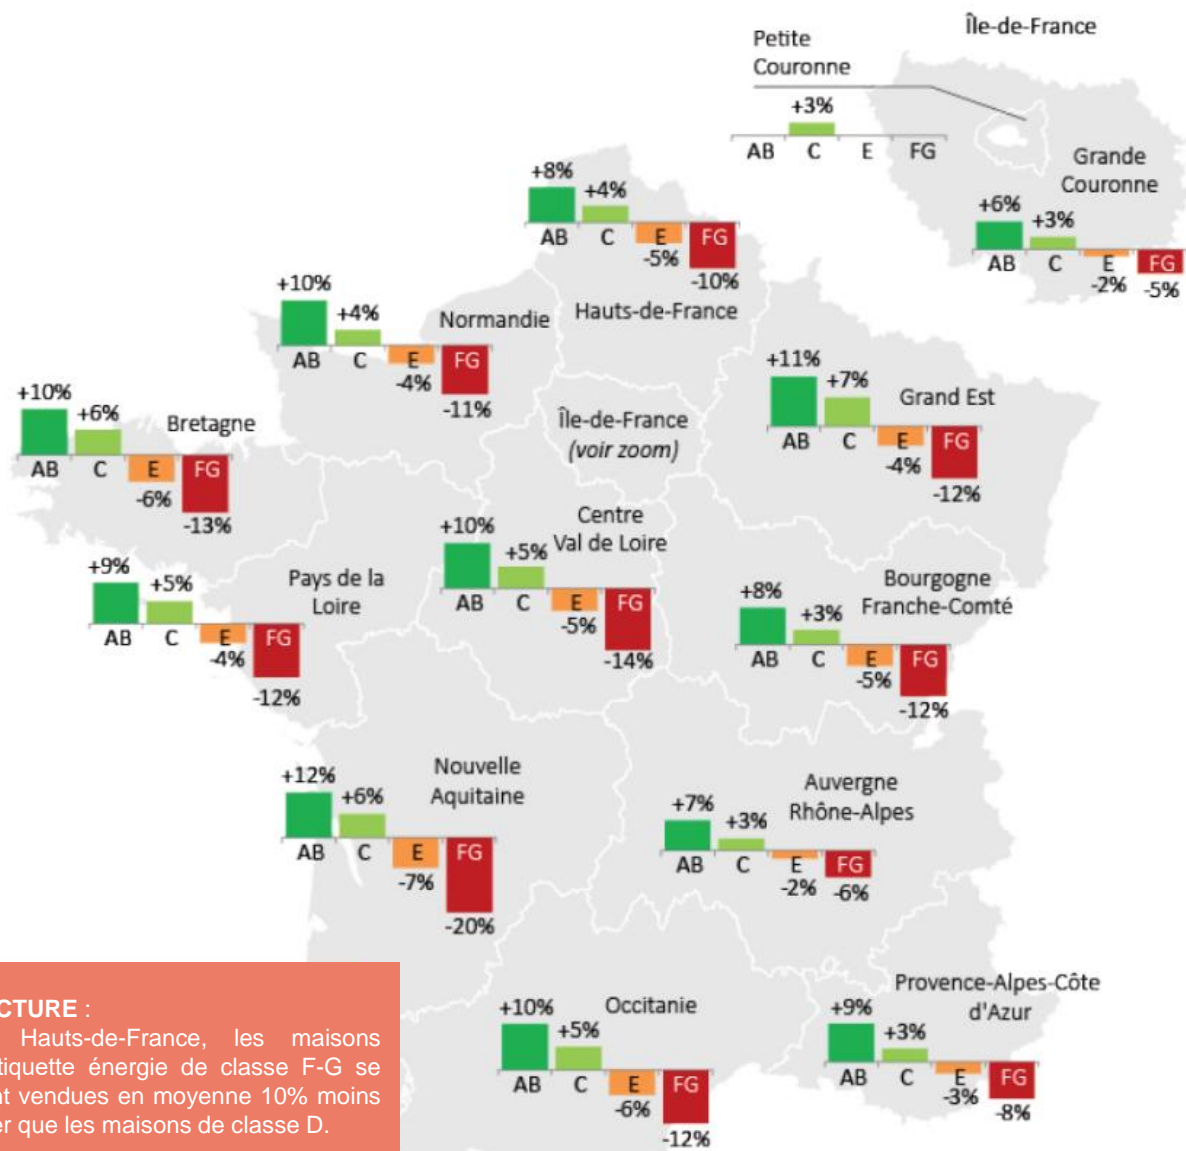 Île-de-France
Petite
Couronne
+3%
AB C E FG
Grande
Couronne
+6%
+3%
AB C E FG
-2%
-5%
+8%
+4%
AB C E FG
-5%
-10%
Hauts-de-France
+10%
+4%
Normandie
AB C E FG
-4%
-11%
+11%
+7%
Grand Est
AB C E FG
-4%
-12%
+10%
+6%
Bretagne
AB C E FG
-6%
-13%
Île-de-France
(voir zoom)
Centre
Val de Loire
+10%
+5%
AB C E FG
-5%
-14%
+9%
+5%
Pays de la
Loire
AB C E FG
-4%
-12%
Bourgogne
Franche-Comté
+8%
+3%
AB C E FG
-5%
-12%
Nouvelle
Aquitaine
+12%
+6%
AB C E FG
-7%
-20%
Auvergne
Rhône-Alpes
+7%
+3%
AB C E FG
-2%
-6%
Occitanie
+10%
+5%
AB C E FG
-6%
-12%
Provence-Alpes-Côte
d'Azur
+9%
+3%
AB C E FG
-3%
-8%
CTURE :
Hauts-de-France, les maisons
tiquette énergie de classe F-G se
t vendues en moyenne 10% moins
er que les maisons de classe D.